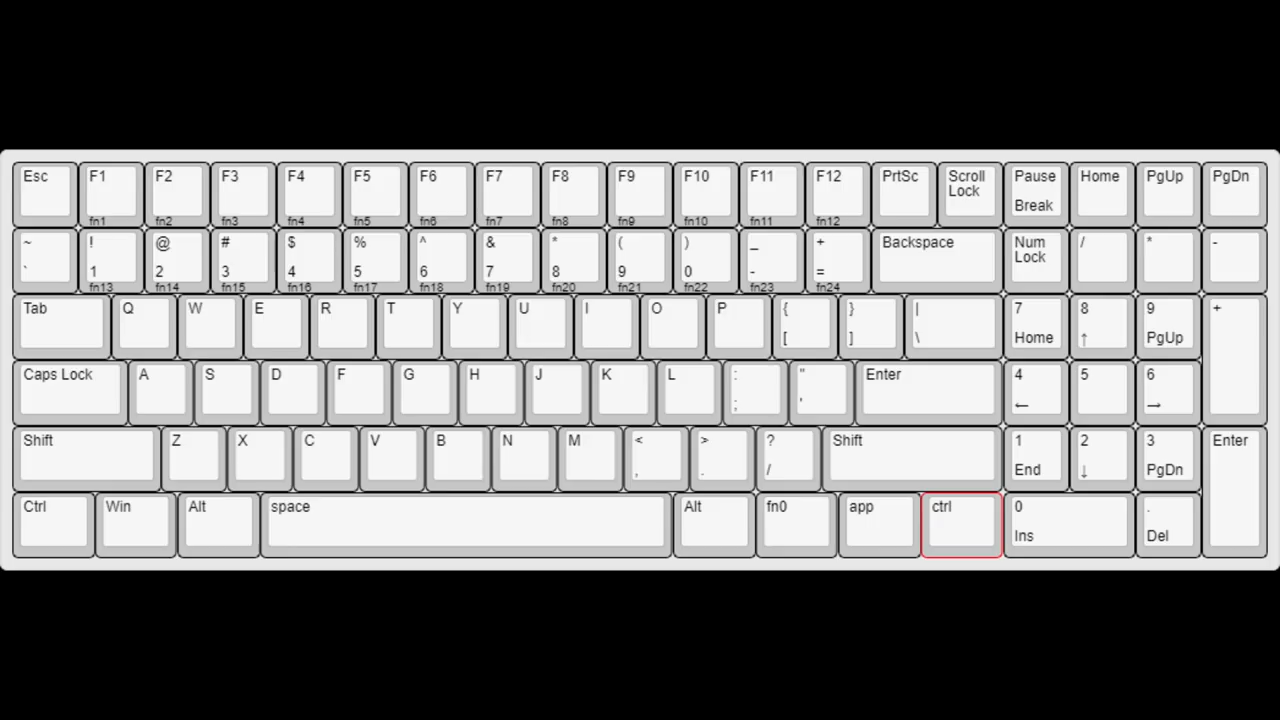 Esc F1 F2 F3 F4 F5 F6 F7 F8 F9 F10 F11 F12 PrtSc Scroll Pause Home PgUp PgDn
Lock
Break
fn1 fn2 fn3 fn4 fn5 fn6 fn7 fn8 fn9 fn10 fn11 fn12
~ ! @ # $ % ^ & * ( ) _ + Backspace Num / * -
Lock
` 1 2 3 4 5 6 7 8 9 0 - =
fn13 fn14 fn15 fn16 fn17 fn18 fn19 fn20 fn21 fn22 fn23 fn24
Tab Q W E R T Y U I O P { } | 7 8 9 +
[ ] \ Home ↑ PgUp
Caps Lock A S D F G H J K L : " Enter 4 5 6
; ' ← →
Shift Z X C V B N M < > ? Shift 1 2 3 Enter
, . / End ↓ PgDn
Ctrl Win Alt space Alt fn0 app ctrl 0 .
Ins Del